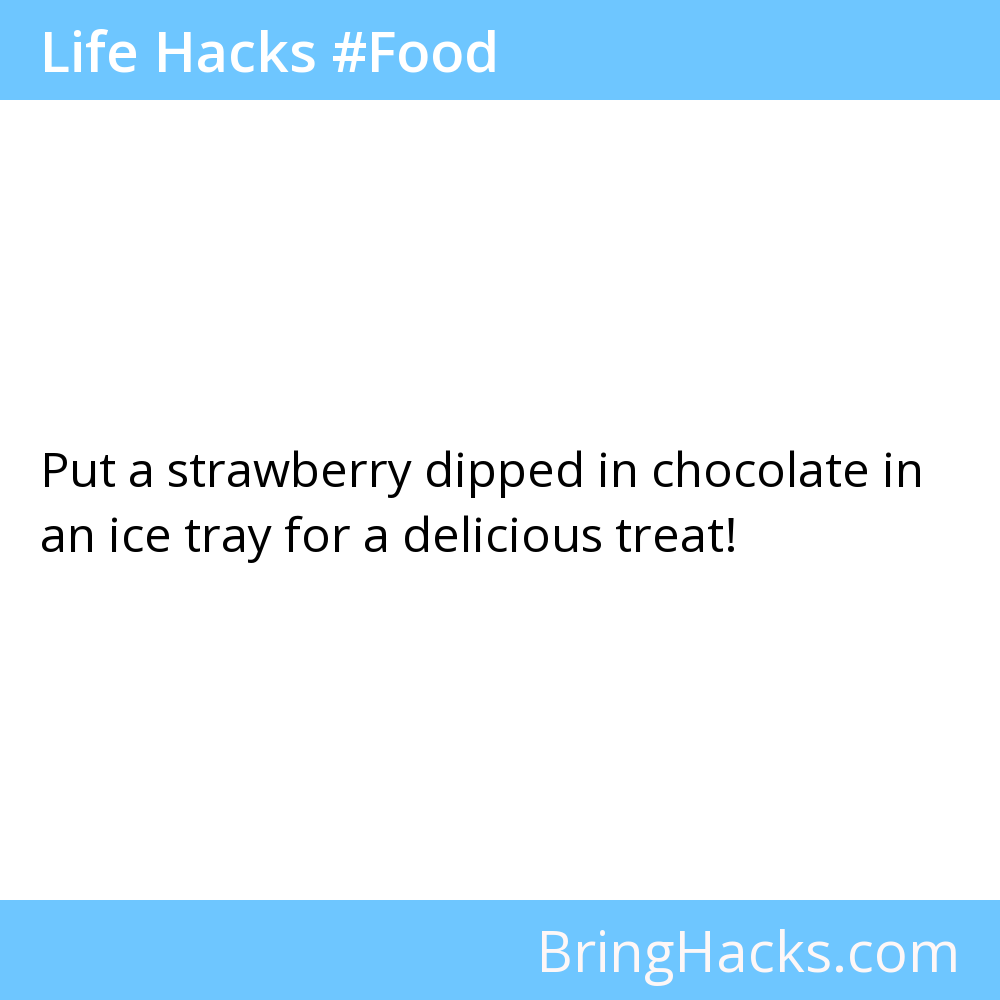 Life Hacks #Food
Put a strawberry dipped in chocolate in
an ice tray for a delicious treat!
BringHacks.com